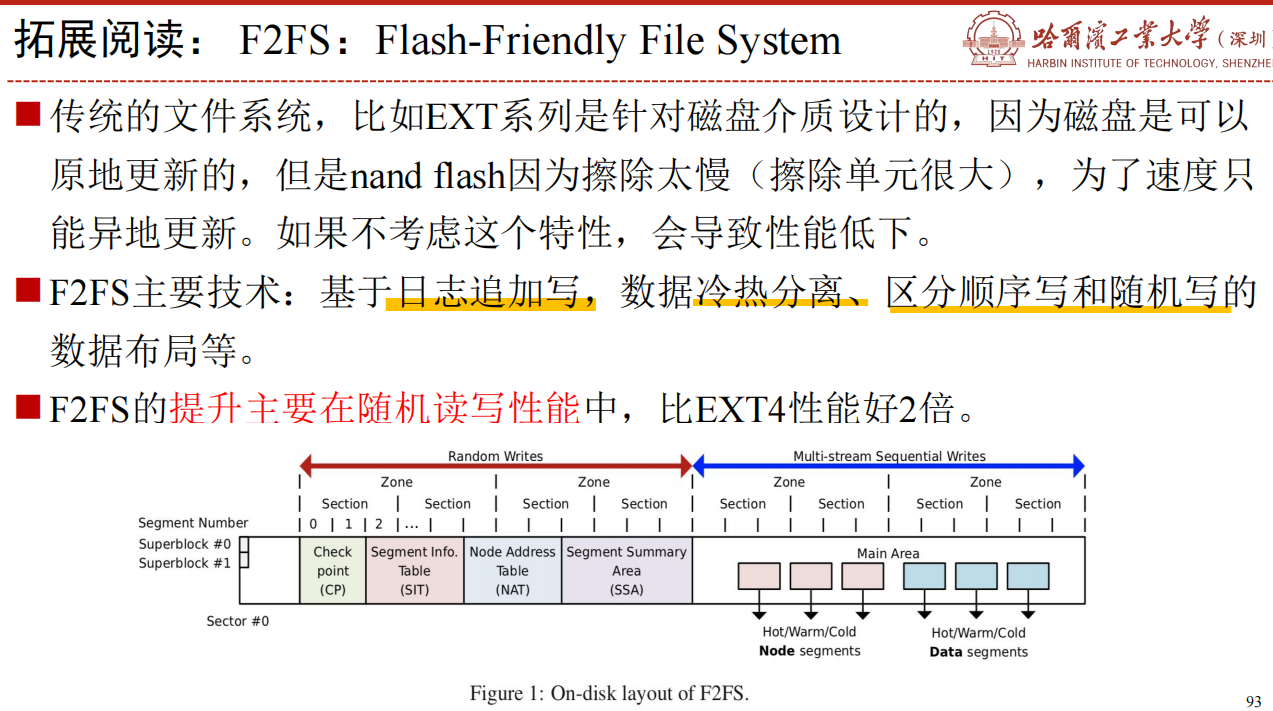 拓展阅读： F2FS：Flash-Friendly File System
哈爾濱工業大學（深圳
HARBIN INSTITUTE OF TECHNOLOGY, SHENZHE
HIT
传统的文件系统，比如EXT系列是针对磁盘介质设计的，因为磁盘是可以
原地更新的，但是nand flash因为擦除太慢（擦除单元很大），为了速度只
能异地更新。如果不考虑这个特性，会导致性能低下。
F2FS主要技术：基于日志追加写，数据冷热分离、区分顺序写和随机写的
数据布局等。
F2FS的提升主要在随机读写性能中，比EXT4性能好2倍。
Random Writes Multi-stream Sequential Writes
Zone Zone Zone Zone
Section Section Section Section Section Section Section Section
Segment Number 0 1 2 ...
Superblock #0
Superblock #1
Check
point
(CP)
Segment Info.
Table
(SIT)
Node Address
Table
(NAT)
Segment Summary
Area
(SSA)
Main Area
Sector #0
Hot/Warm/Cold
Node segments
Hot/Warm/Cold
Data segments
Figure 1: On-disk layout of F2FS.
93